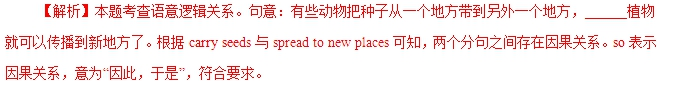 【解析】本题考查语意逻辑关系。句意：有些动物把种子从一个地方带到另外一个地方，______植物
就可以传播到新地方了。根据 carry seeds 与 spread to new places 可知，两个分句之间存在因果关系。so 表示
因果关系，意为“因此，于是”，符合要求。